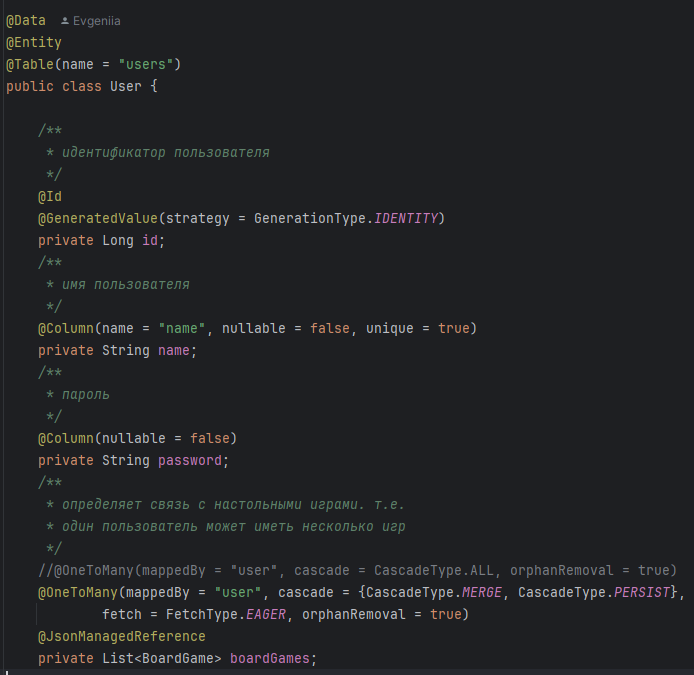 @Data Evgeniia
@Entity
@Table(name = "users")
public class User {
/**
* идентификатор пользователя
*/
@Id
@GeneratedValue(strategy = GenerationType.IDENTITY)
private Long id;
/**
* имя пользователя
*/
@Column(name = "name", nullable = false, unique = true)
private String name;
/**
* пароль
*/
@Column(nullable = false)
private String password;
/**
* определяет связь с настольными играми. т.е.
* один пользователь может иметь несколько игр
*/
//@OneToMany(mappedBy = "user", cascade = CascadeType.ALL, orphanRemoval = true)
@OneToMany(mappedBy = "user", cascade = {CascadeType.MERGE, CascadeType.PERSIST},
fetch = FetchType.EAGER, orphanRemoval = true)
@JsonManagedReference
private List<BoardGame> boardGames;